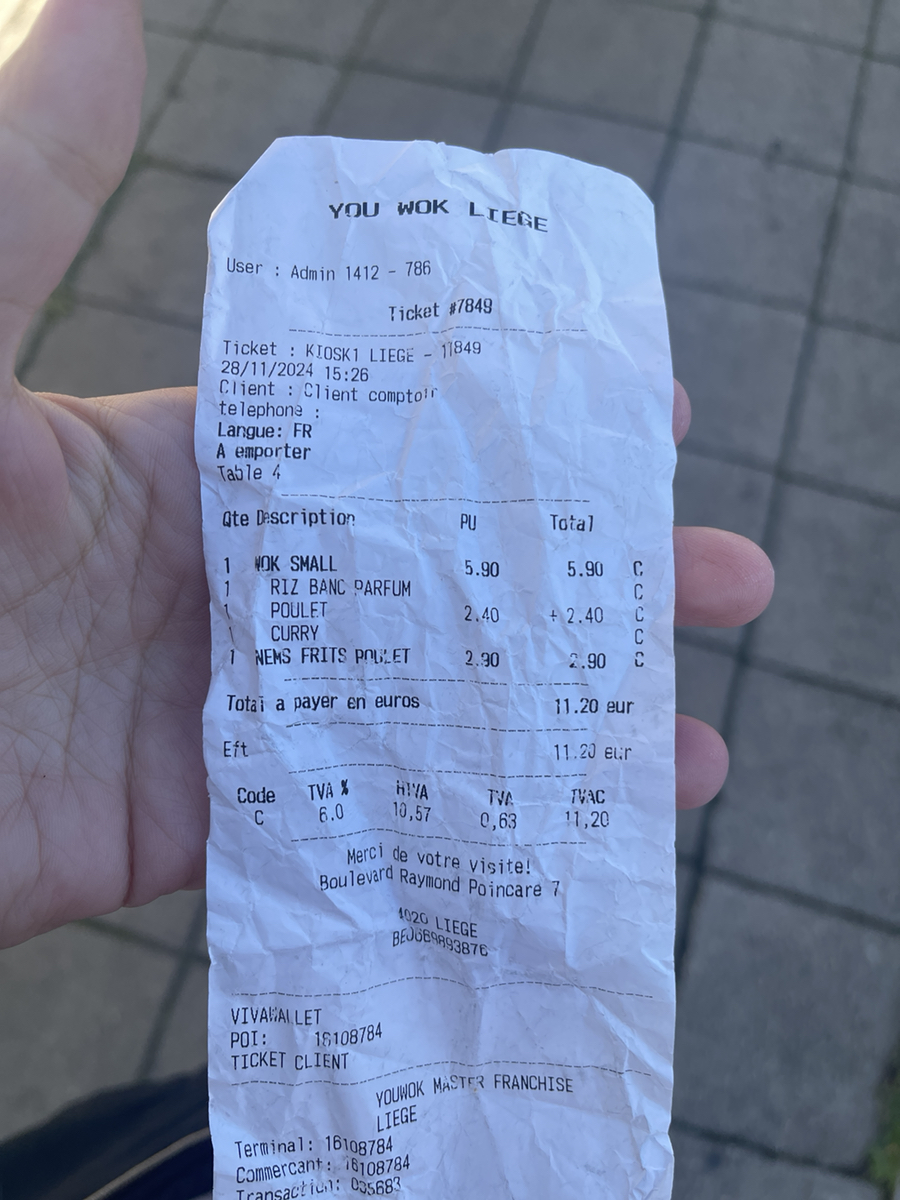 YOU WOK LIEGE
User : Admin 1412 - 786
Ticket #7849
Ticket : KIOSK1 LIEGE - 17849
28/11/2024 15:26
Client : Client comptoir
telephone :
Langue: FR
A emporter
Table 4
Qte Description PU Total
1 WOK SMALL 5.90 5.90 C
1 RIZ BANC PARFUM C
1 POULET 2.40 + 2.40 C
1 CURRY C
1 NEMS FRITS POULET 2.90 2.90 C
Total a payer en euros 11.20 eur
Eft 11.20 eur
Code TVA % HTVA TVA TVAC
C 6.0 10,57 0,63 11,20
Merci de votre visite!
Boulevard Raymond Poincare 7
4020 LIEGE
VIVAWALLET
POI: 16108784
TICKET CLIENT
YOUWOK MASTER FRANCHISE
LIEGE
Terminal: 16108784
Commercant: 16108784
Transaction: 035683